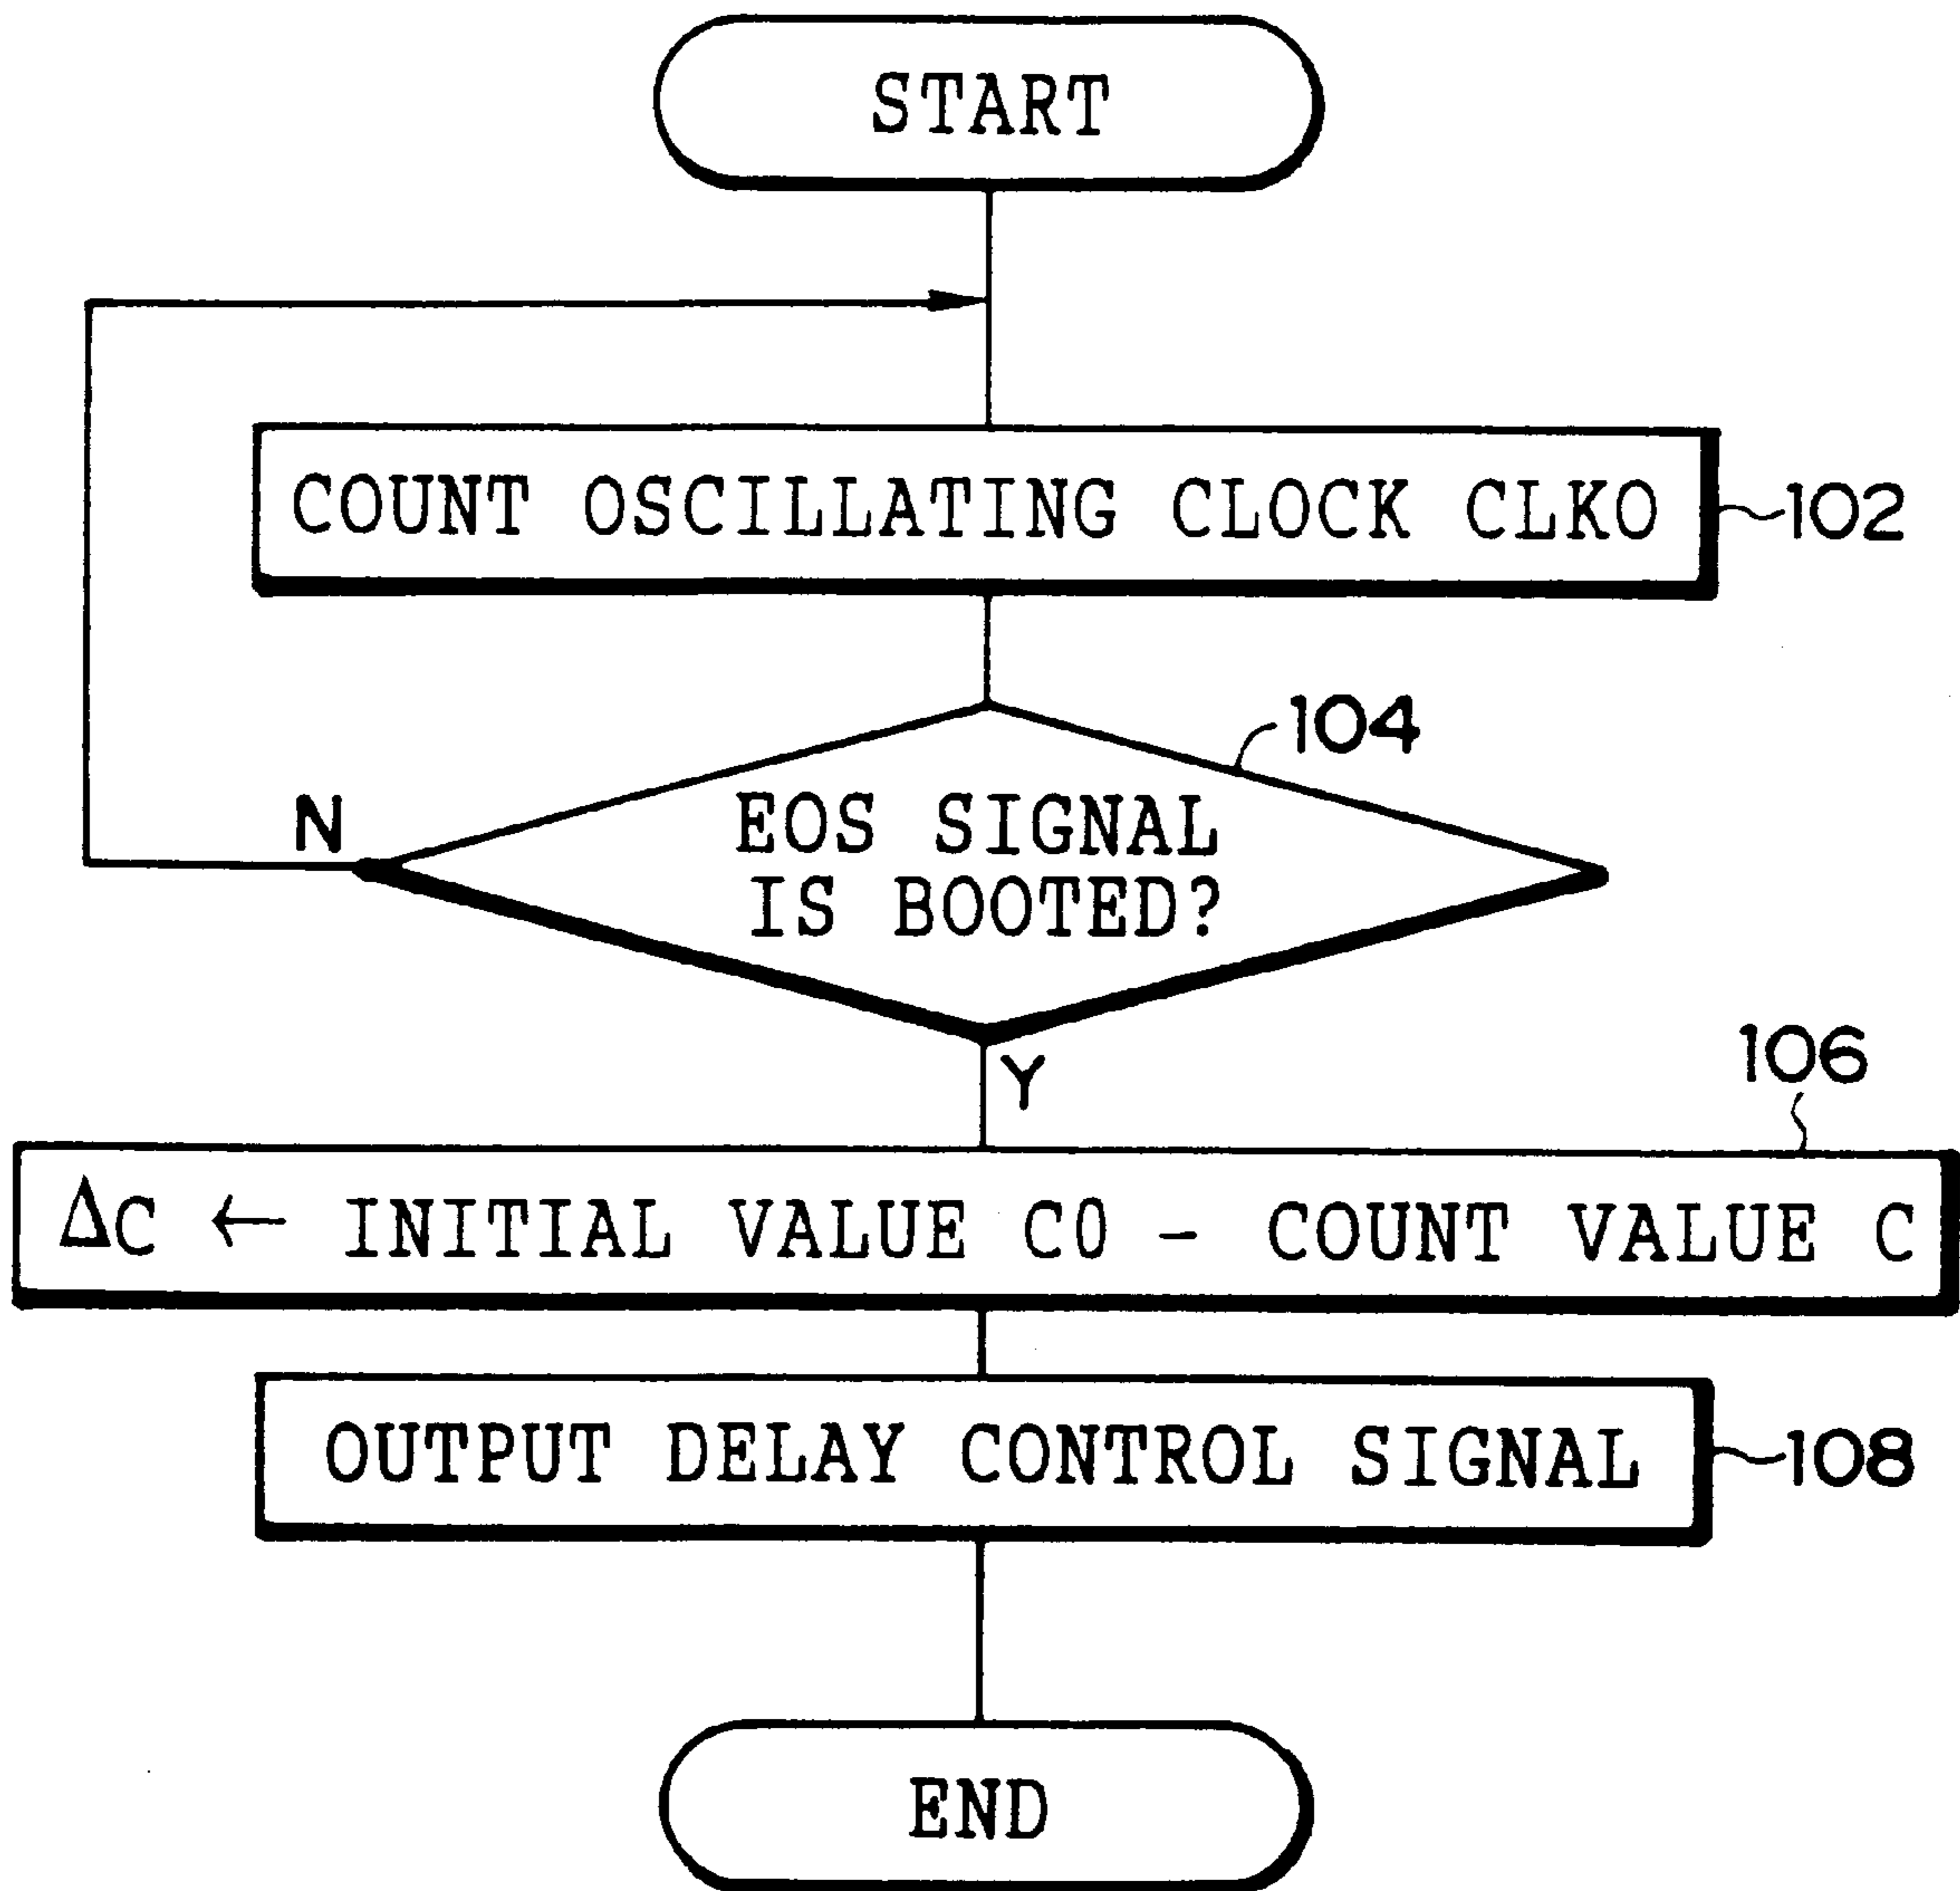 START
COUNT OSCILLATING CLOCK CLKO
102
104
N
EOS SIGNAL
IS BOOTED?
Y
106
ΔC ← INITIAL VALUE C0 - COUNT VALUE C
OUTPUT DELAY CONTROL SIGNAL
108
END